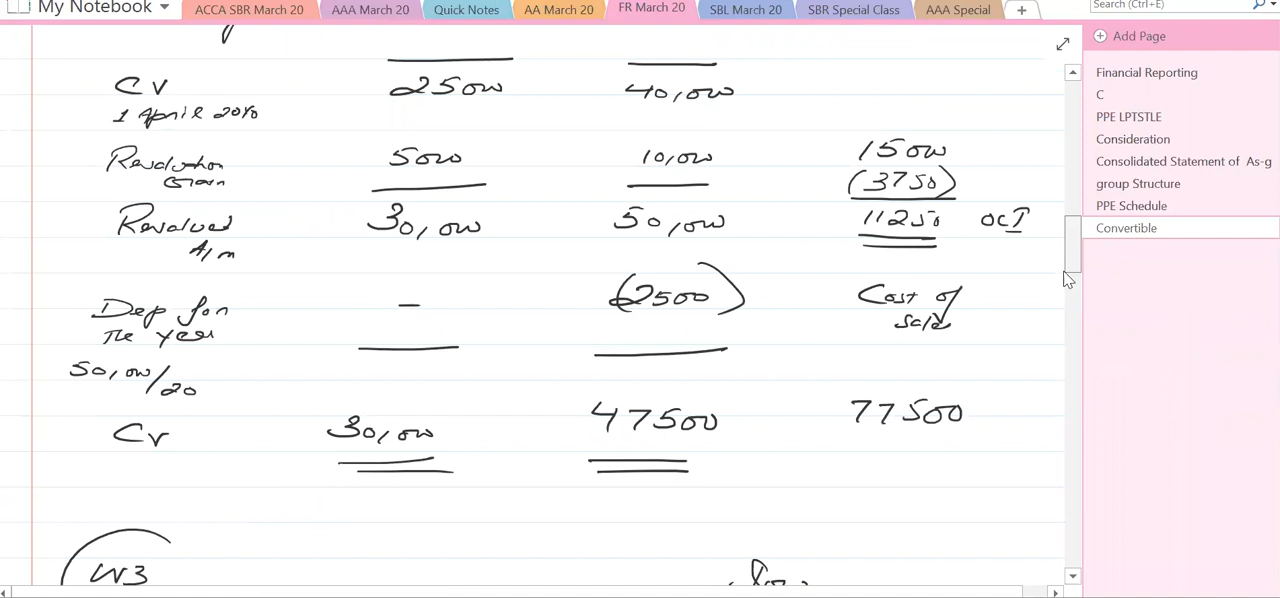 My Notebook
ACCA SBR March 20
AAA March 20
Quick Notes
AA March 20
FR March 20
SBL March 20
SBR Special Class
AAA Special
Search (Ctrl+E)
Add Page
Financial Reporting
C
PPE LPTSTLE
Consideration
Consolidated Statement of As-g
group Structure
PPE Schedule
Convertible
CV 25000 40,000
1 April 20
Revaluation 5000 10,000 15000
Gain (3750)
Revalued 30,000 50,000 11250 OCI
A/m
Dep for - (2500) Cost of
The year sale
50,000/20
CV 30,000 47500 77500
W3